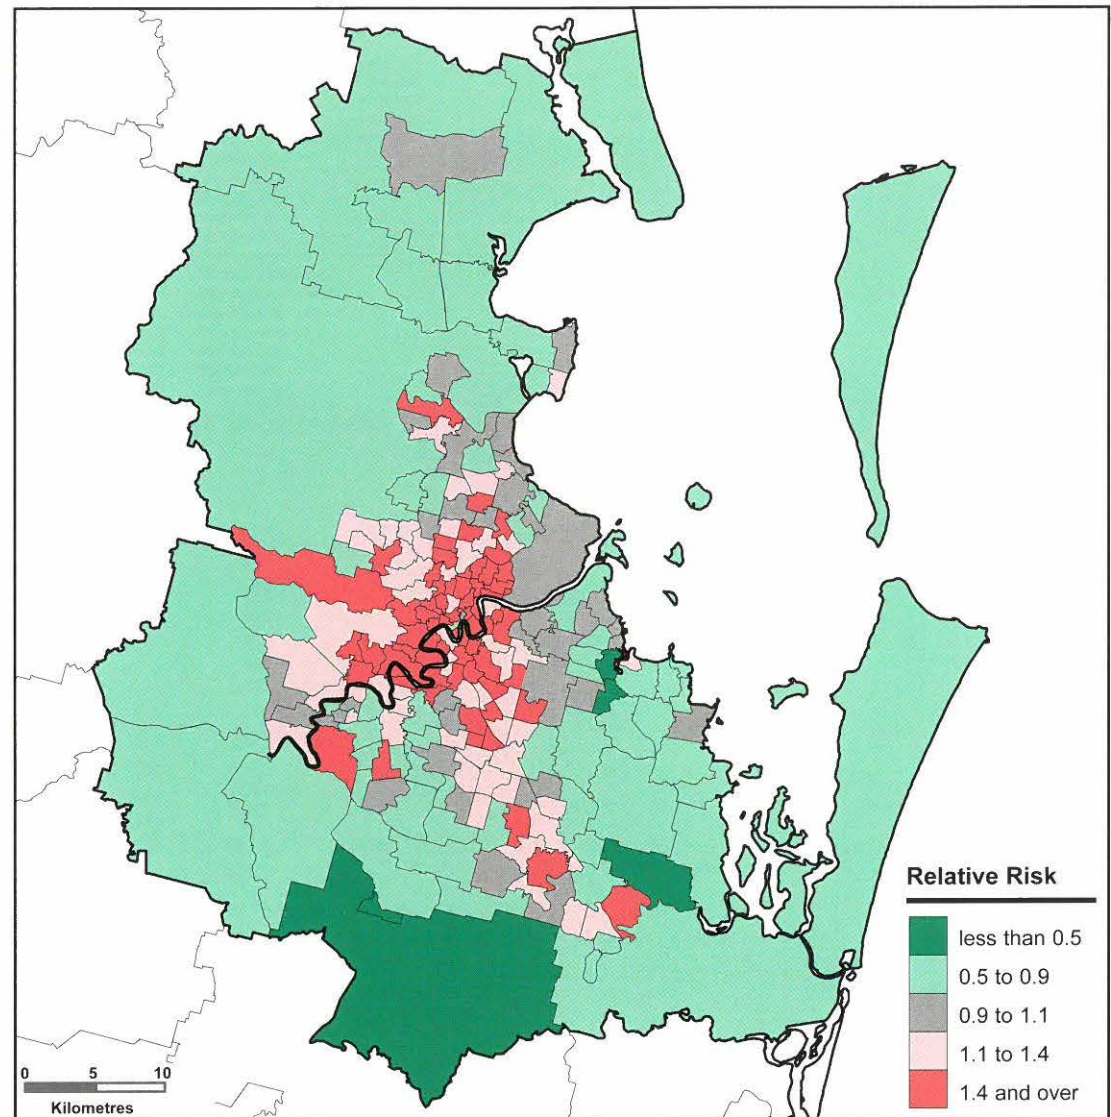 Relative Risk
less than 0.5
0.5 to 0.9
0.9 to 1.1
1.1 to 1.4
1.4 and over
0 5 10
Kilometres